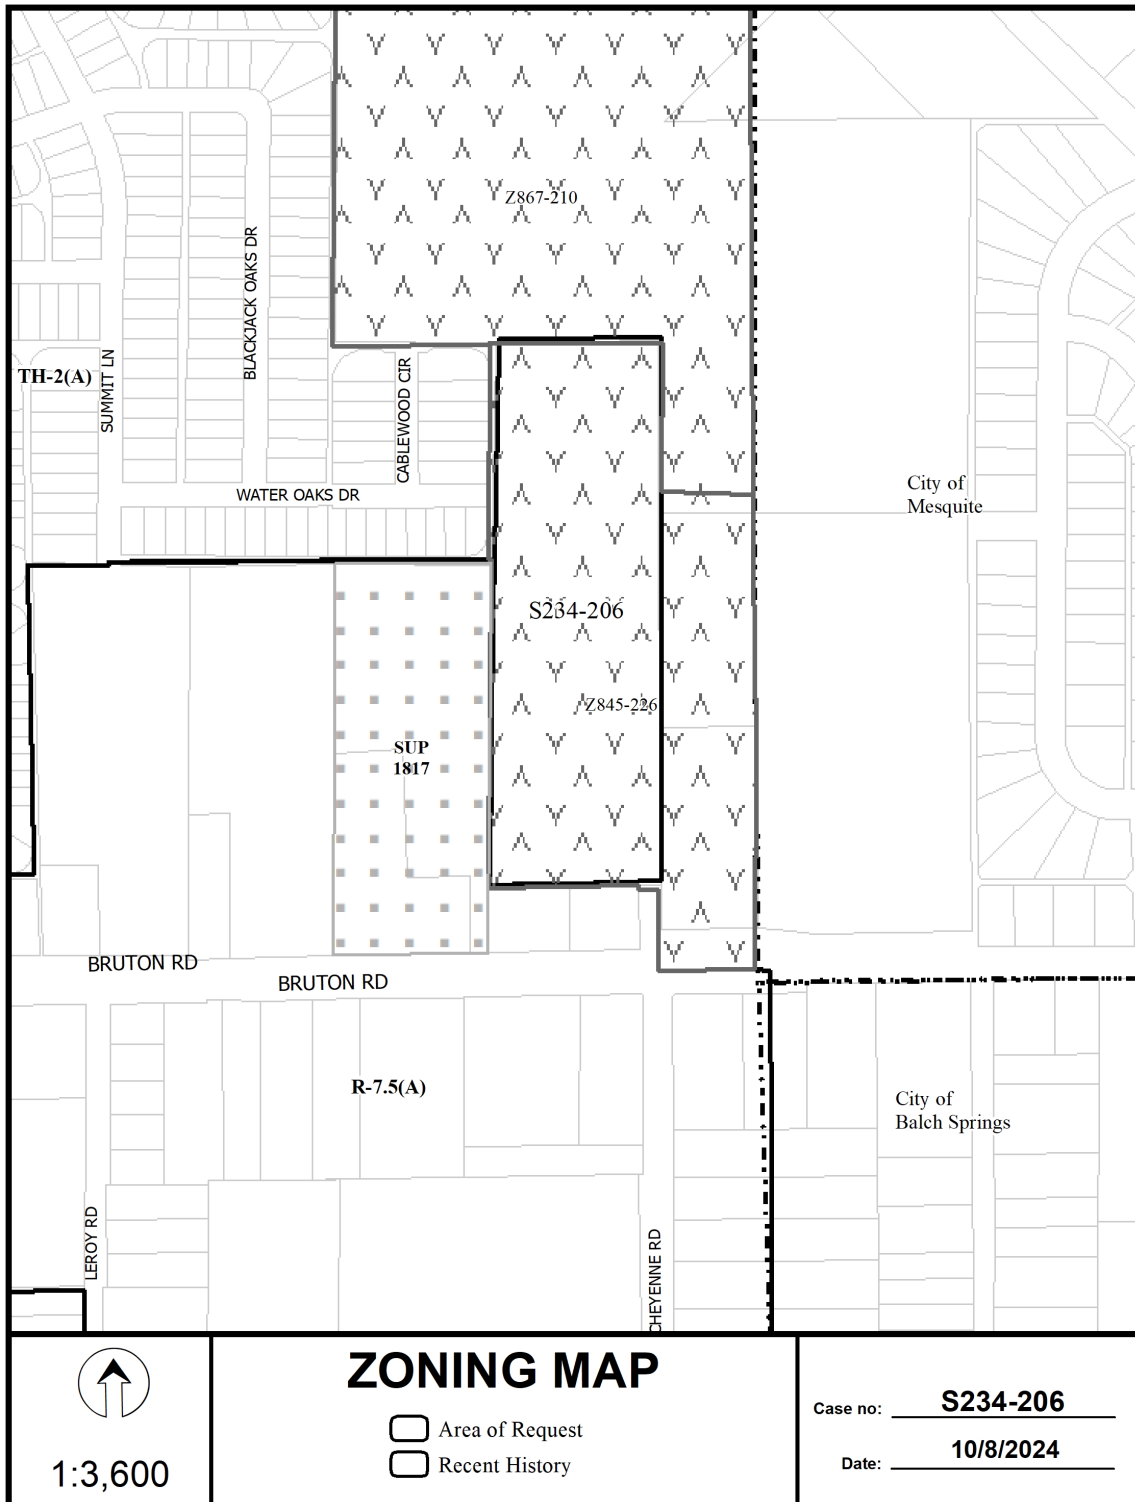 Z867-210
BLACKJACK OAKS DR
TH-2(A)
SUMMIT LN
CABLEWOOD CIR
WATER OAKS DR
City of
Mesquite
S234-206
Z845-226
SUP
1817
BRUTON RD
BRUTON RD
R-7.5(A)
City of
Balch Springs
LEROY RD
CHEYENNE RD
1:3,600
ZONING MAP
Area of Request
Recent History
Case no: S234-206
Date: 10/8/2024